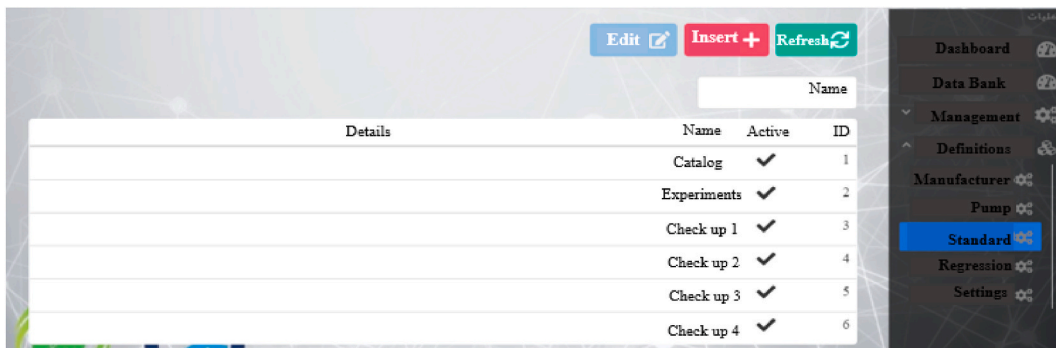 Edit Insert Refresh
Name
Details Name Active ID
Catalog 1
Experiments 2
Check up 1 3
Check up 2 4
Check up 3 5
Check up 4 6
Dashboard
Data Bank
Management
Definitions
Manufacturer
Pump
Standard
Regression
Settings